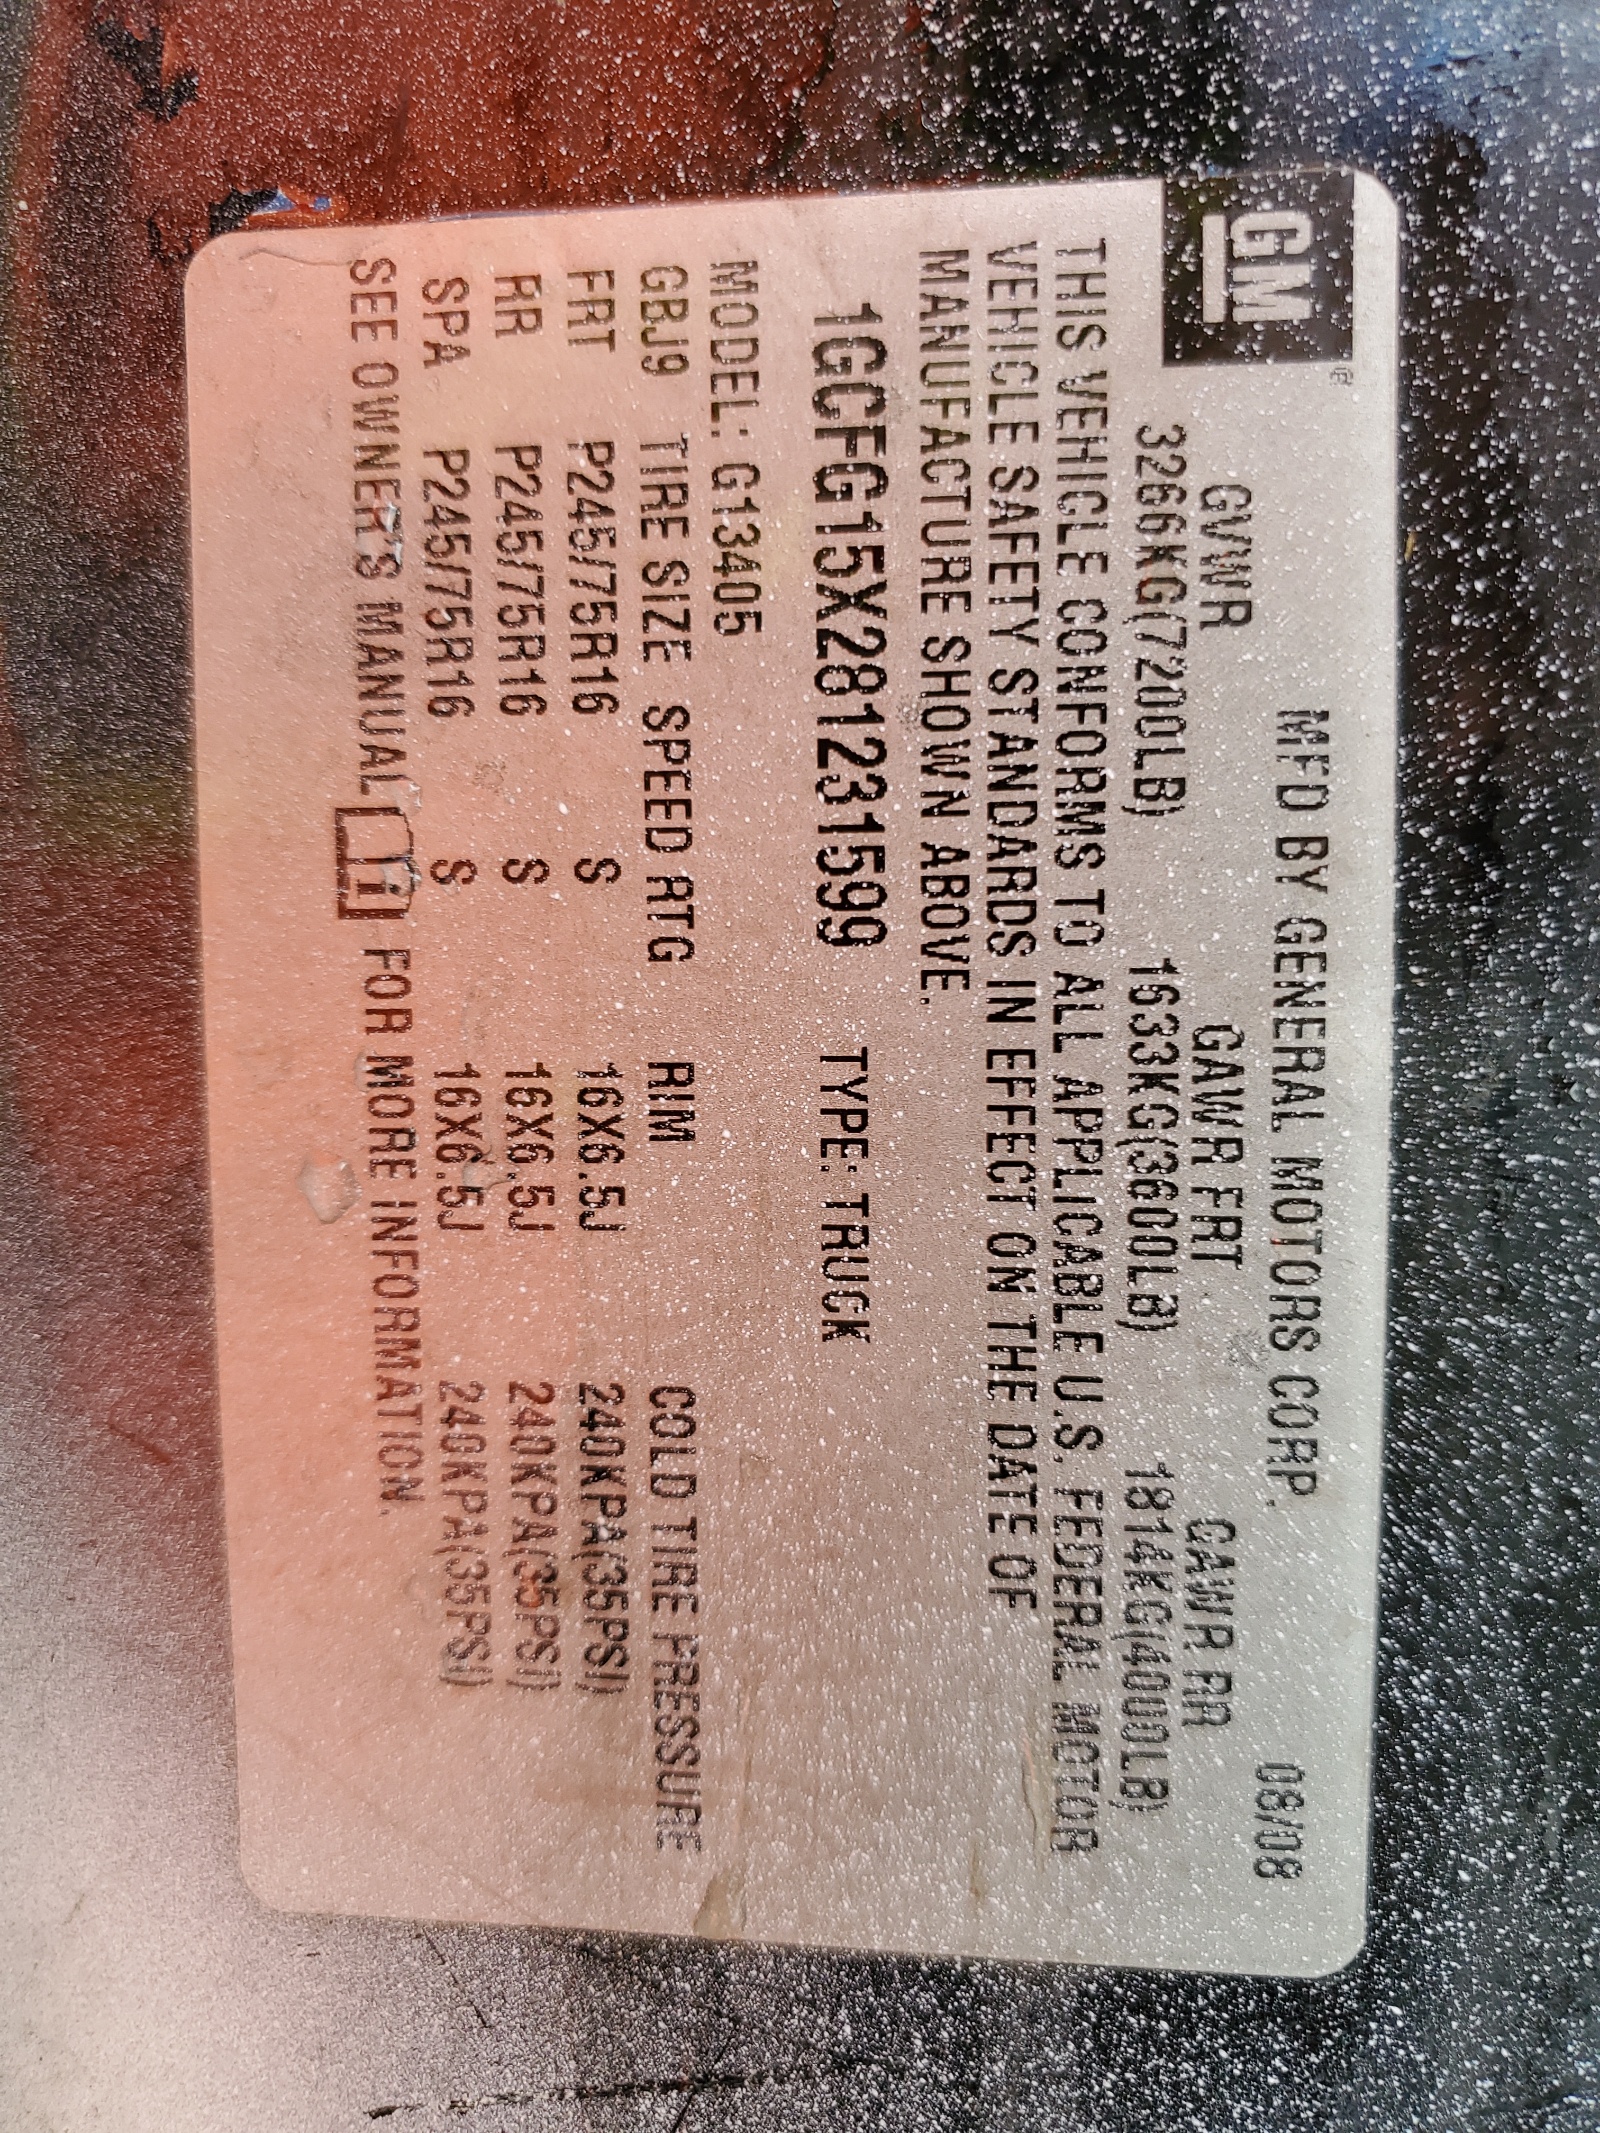 GM®
MFD BY GENERAL MOTORS CORP. 08/08
GVWR GAWR FRT GAWR RR
3266KG(7200LB) 1633KG(3600LB) 1814KG(4000LB)
THIS VEHICLE CONFORMS TO ALL APPLICABLE U.S. FEDERAL MOTOR
VEHICLE SAFETY STANDARDS IN EFFECT ON THE DATE OF
MANUFACTURE SHOWN ABOVE.
1GCFG15X281231599 TYPE: TRUCK
MODEL: G13405
GBJ9 TIRE SIZE SPEED RTG RIM COLD TIRE PRESSURE
FRT P245/75R16 S 16X6.5J 240KPA(35PSI)
RR P245/75R16 S 16X6.5J 240KPA(35PSI)
SPA P245/75R16 S 16X6.5J 240KPA(35PSI)
SEE OWNER'S MANUAL FOR MORE INFORMATION.